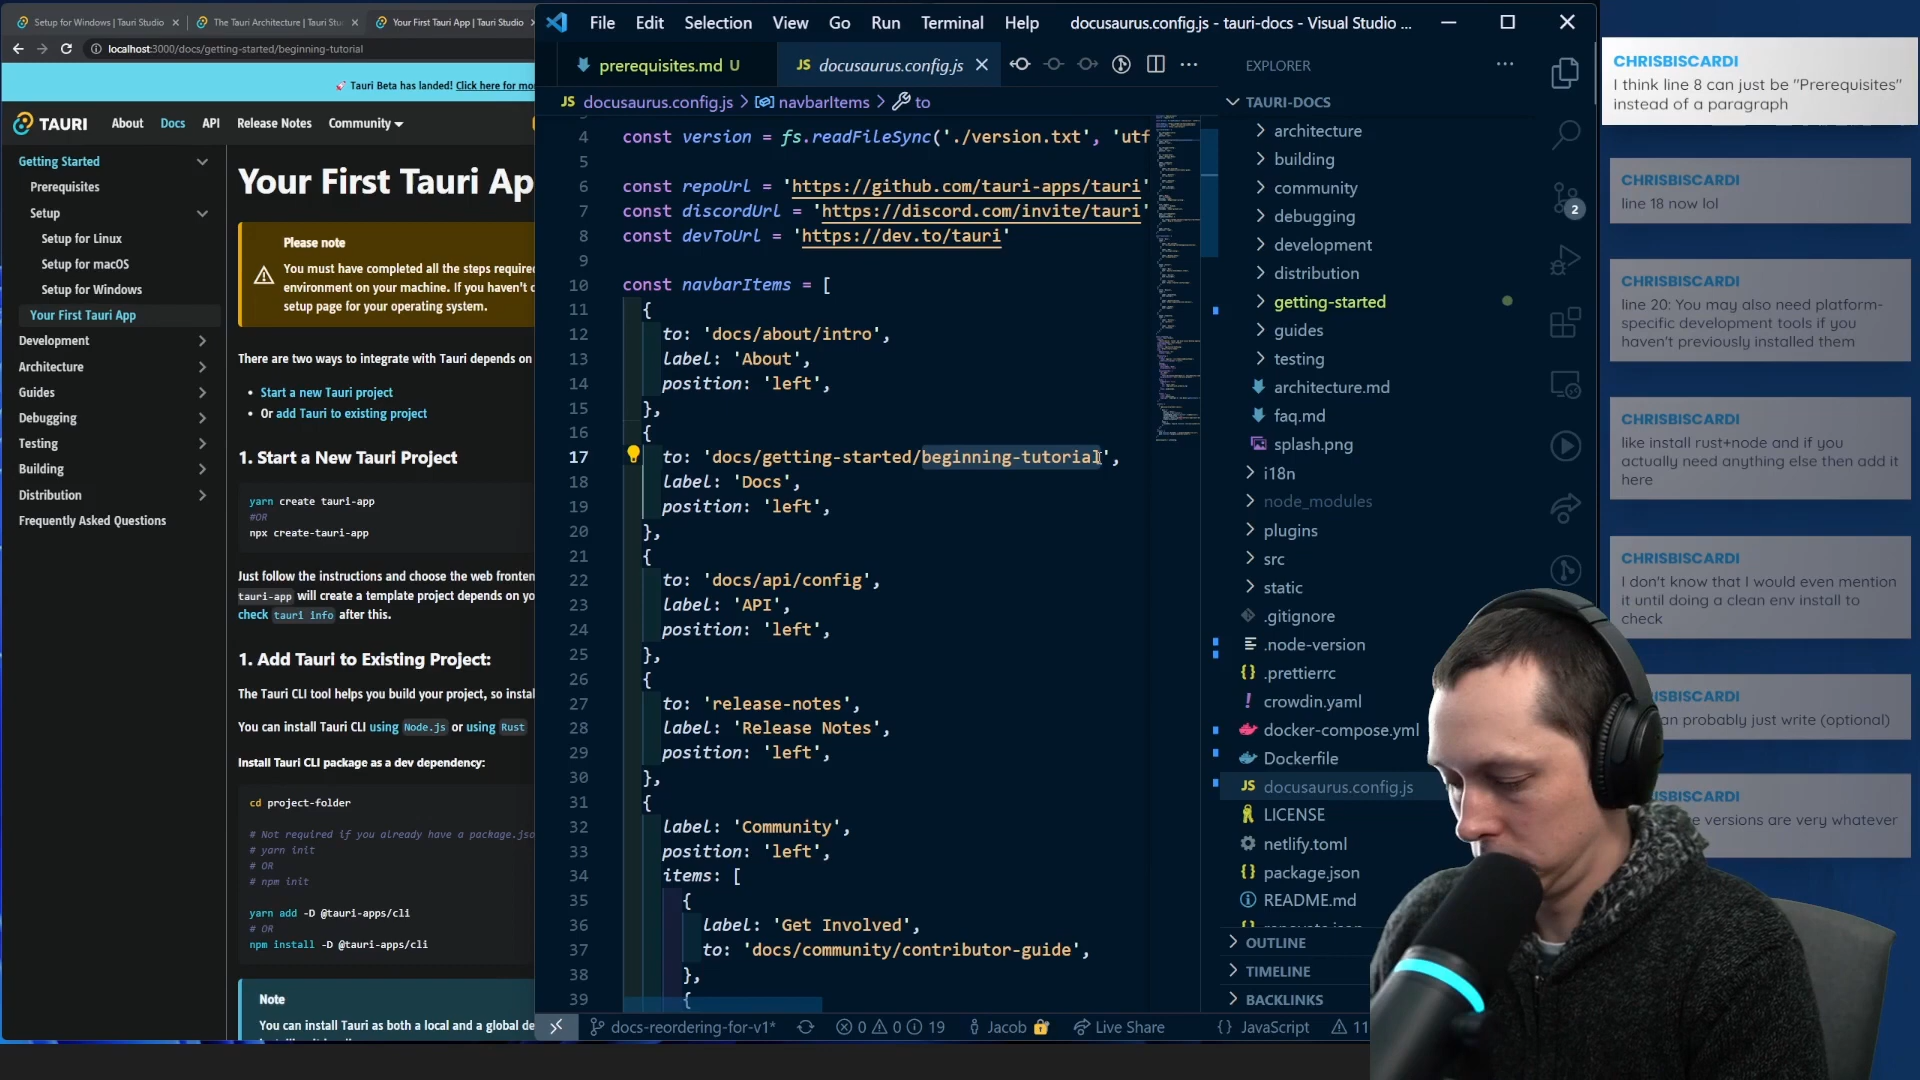 Setup for Windows | Tauri Studio
The Tauri Architecture | Tauri Stu
Your First Tauri App | Tauri Studio
localhost:3000/docs/getting-started/beginning-tutorial
🚀 Tauri Beta has landed! Click here for mo
TAURI
About
Docs
API
Release Notes
Community
Getting Started
Prerequisites
Setup
Setup for Linux
Setup for macOS
Setup for Windows
Your First Tauri App
Development
Architecture
Guides
Debugging
Testing
Building
Distribution
Frequently Asked Questions
Your First Tauri Ap
Please note
You must have completed all the steps require
environment on your machine. If you haven't c
setup page for your operating system.
There are two ways to integrate with Tauri depends on
Start a new Tauri project
Or add Tauri to existing project
1. Start a New Tauri Project
yarn create tauri-app
#OR
npx create-tauri-app
Just follow the instructions and choose the web fronten
tauri-app will create a template project depends on yo
check tauri info after this.
1. Add Tauri to Existing Project:
The Tauri CLI tool helps you build your project, so instal
You can install Tauri CLI using Node.js or using Rust
Install Tauri CLI package as a dev dependency:
cd project-folder
# Not required if you already have a package.jso
# yarn init
# OR
# npm init
yarn add -D @tauri-apps/cli
# OR
npm install -D @tauri-apps/cli
Note
You can install Tauri as both a local and a global de
File Edit Selection View Go Run Terminal Help
docusaurus.config.js - tauri-docs - Visual Studio ...
prerequisites.md U
JS docusaurus.config.js
JS docusaurus.config.js > navbarItems > to
4 const version = fs.readFileSync('./version.txt', 'utf
5
6 const repoUrl = 'https://github.com/tauri-apps/tauri'
7 const discordUrl = 'https://discord.com/invite/tauri'
8 const devToUrl = 'https://dev.to/tauri'
9
10 const navbarItems = [
11 {
12 to: 'docs/about/intro',
13 label: 'About',
14 position: 'left',
15 },
16 {
17 to: 'docs/getting-started/beginning-tutorial',
18 label: 'Docs',
19 position: 'left',
20 },
21 {
22 to: 'docs/api/config',
23 label: 'API',
24 position: 'left',
25 },
26 {
27 to: 'release-notes',
28 label: 'Release Notes',
29 position: 'left',
30 },
31 {
32 label: 'Community',
33 position: 'left',
34 items: [
35 {
36 label: 'Get Involved',
37 to: 'docs/community/contributor-guide',
38 },
39 {
docs-reordering-for-v1*
0 0 19
Jacob
Live Share
{ } JavaScript
11
EXPLORER
TAURI-DOCS
architecture
building
community
debugging
development
distribution
getting-started
guides
testing
architecture.md
faq.md
splash.png
i18n
node_modules
plugins
src
static
.gitignore
.node-version
.prettierrc
crowdin.yaml
docker-compose.yml
Dockerfile
JS docusaurus.config.js
LICENSE
netlify.toml
package.json
README.md
OUTLINE
TIMELINE
BACKLINKS
2
CHRISBISCARDI
I think line 8 can just be "Prerequisites"
instead of a paragraph
CHRISBISCARDI
line 18 now lol
CHRISBISCARDI
line 20: You may also need platform-
specific development tools if you
haven't previously installed them
CHRISBISCARDI
like install rust+node and if you
actually need anything else then add it
here
CHRISBISCARDI
I don't know that I would even mention
it until doing a clean env install to
check
BISCARDI
an probably just write (optional)
BISCARDI
e versions are very whatever